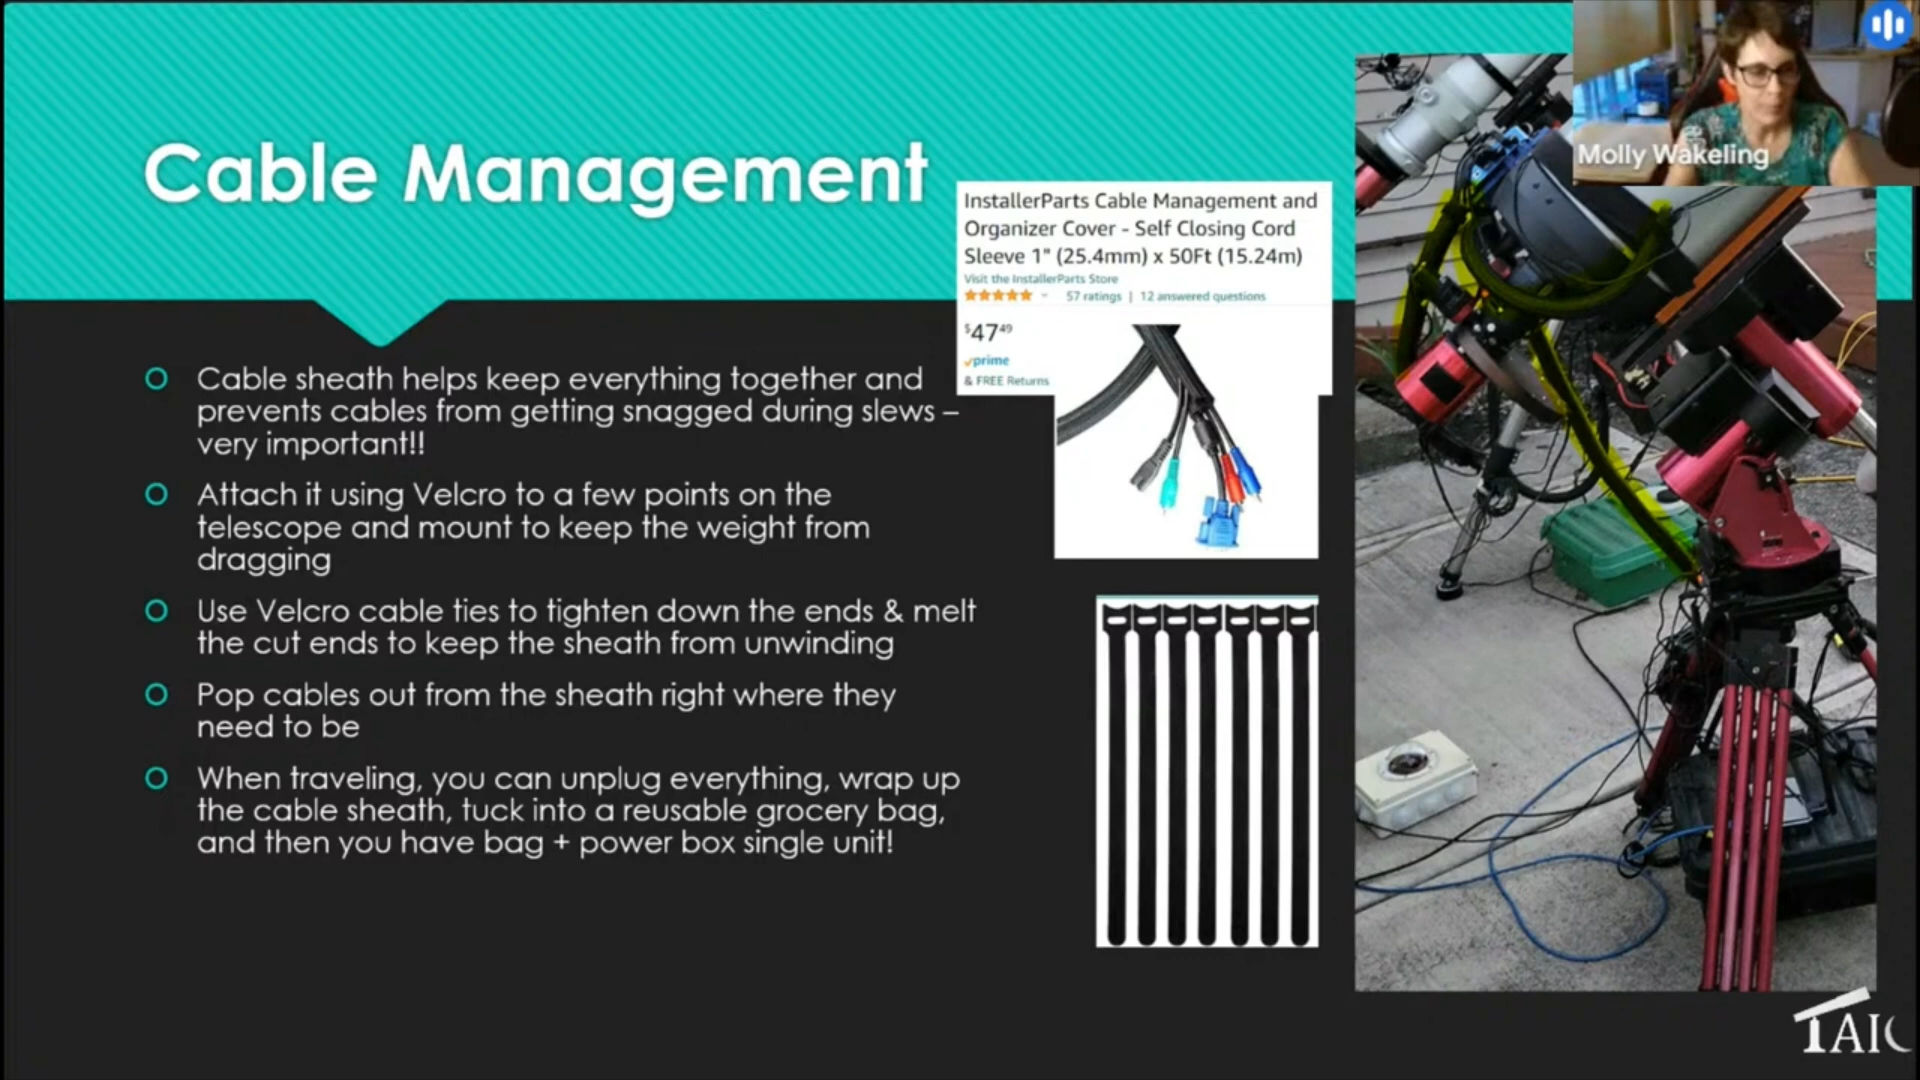 Molly Wakeling
Cable Management
InstallerParts Cable Management and
Organizer Cover - Self Closing Cord
Sleeve 1" (25.4mm) x 50Ft (15.24m)
Visit the InstallerParts Store
57 ratings | 12 answered questions
$47 49
prime
& FREE Returns
Cable sheath helps keep everything together and
prevents cables from getting snagged during slews –
very important!!
Attach it using Velcro to a few points on the
telescope and mount to keep the weight from
dragging
Use Velcro cable ties to tighten down the ends & melt
the cut ends to keep the sheath from unwinding
Pop cables out from the sheath right where they
need to be
When traveling, you can unplug everything, wrap up
the cable sheath, tuck into a reusable grocery bag,
and then you have bag + power box single unit!
TAIC